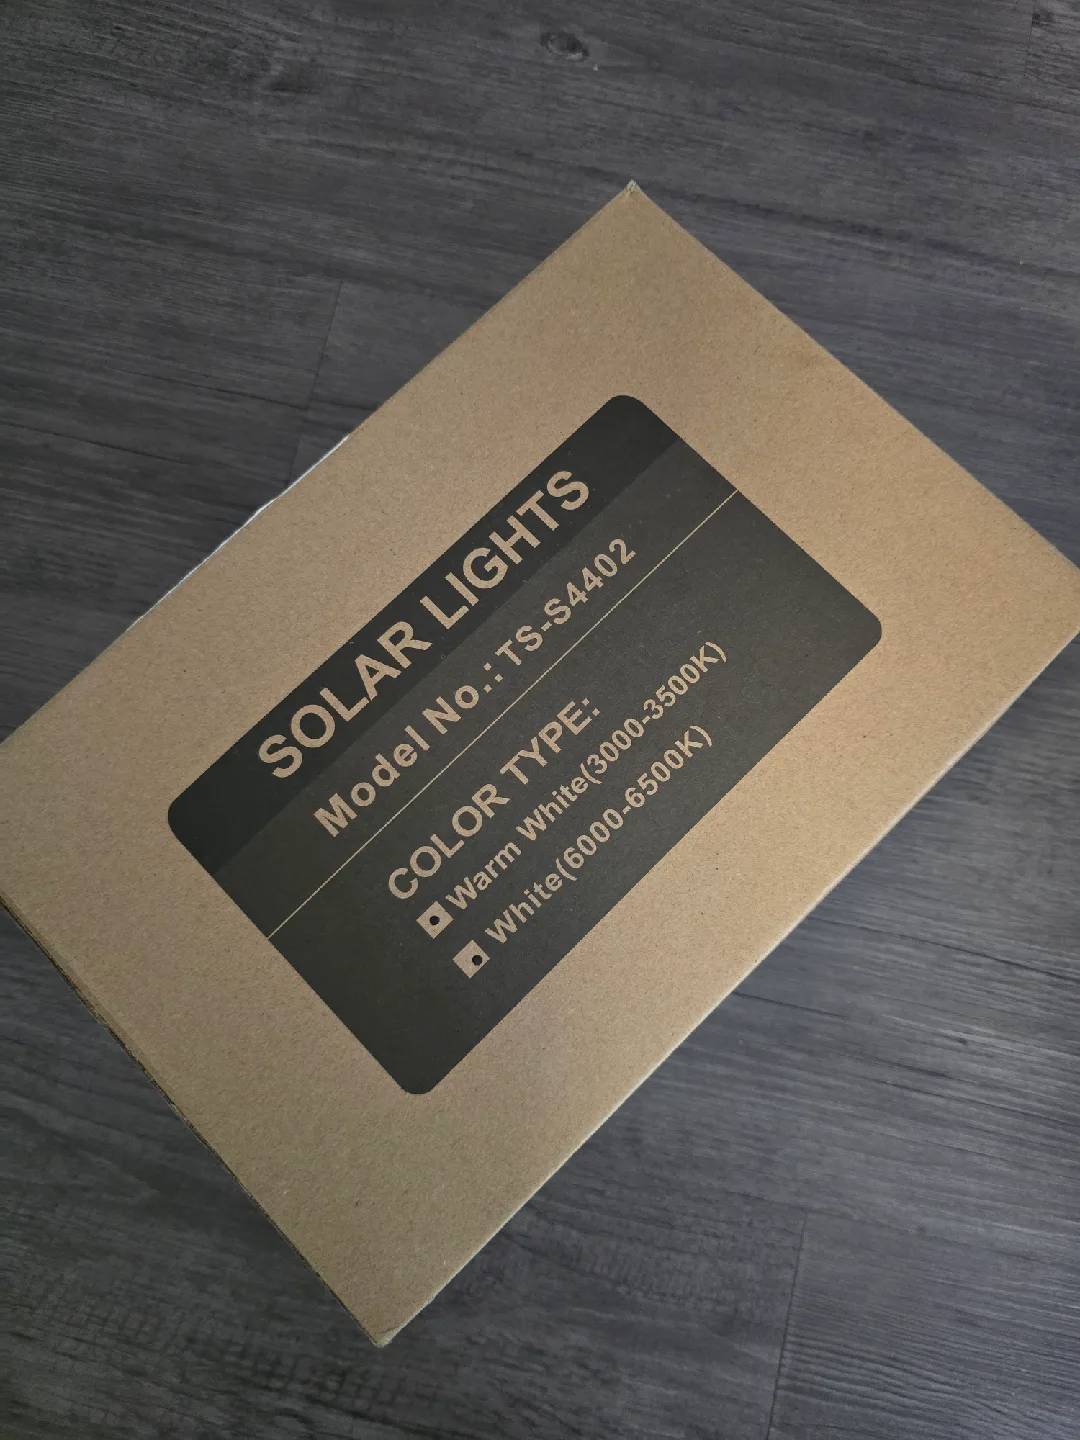 SOLAR LIGHTS
Model No.: TS-S4402
COLOR TYPE:
Warm White(3000-3500K)
White(6000-6500K)